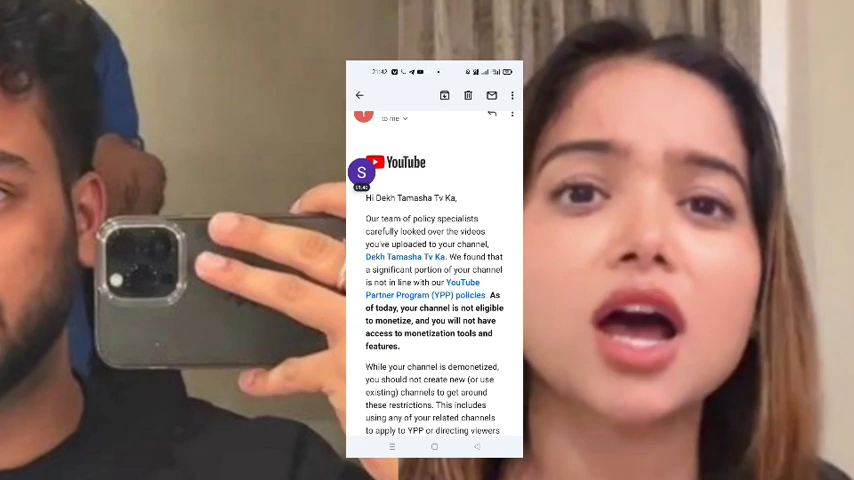 21:42
to me
YouTube
S
Hi Dekh Tamasha Tv Ka,
Our team of policy specialists
carefully looked over the videos
you've uploaded to your channel,
Dekh Tamasha Tv Ka. We found that
a significant portion of your channel
is not in line with our YouTube
Partner Program (YPP) policies. As
of today, your channel is not eligible
to monetize, and you will not have
access to monetization tools and
features.
While your channel is demonetized,
you should not create new (or use
existing) channels to get around
these restrictions. This includes
using any of your related channels
to apply to YPP or directing viewers